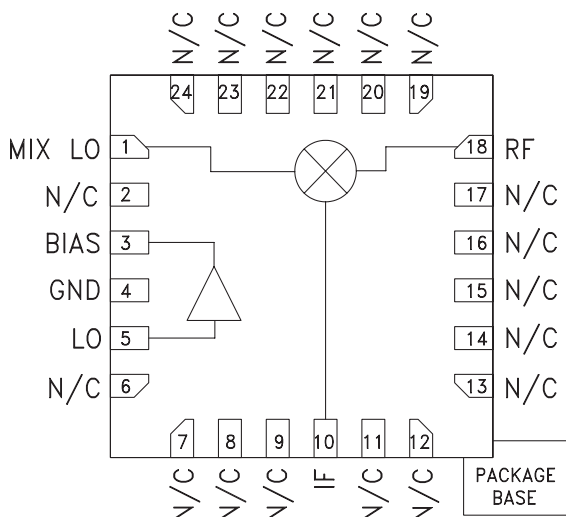 N/C N/C N/C N/C N/C N/C
24 23 22 21 20 19
MIX LO 1
18 RF
N/C 2
17 N/C
BIAS 3
16 N/C
GND 4
15 N/C
LO 5
14 N/C
N/C 6
13 N/C
7 8 9 10 11 12
N/C N/C N/C IF N/C N/C
PACKAGE
BASE